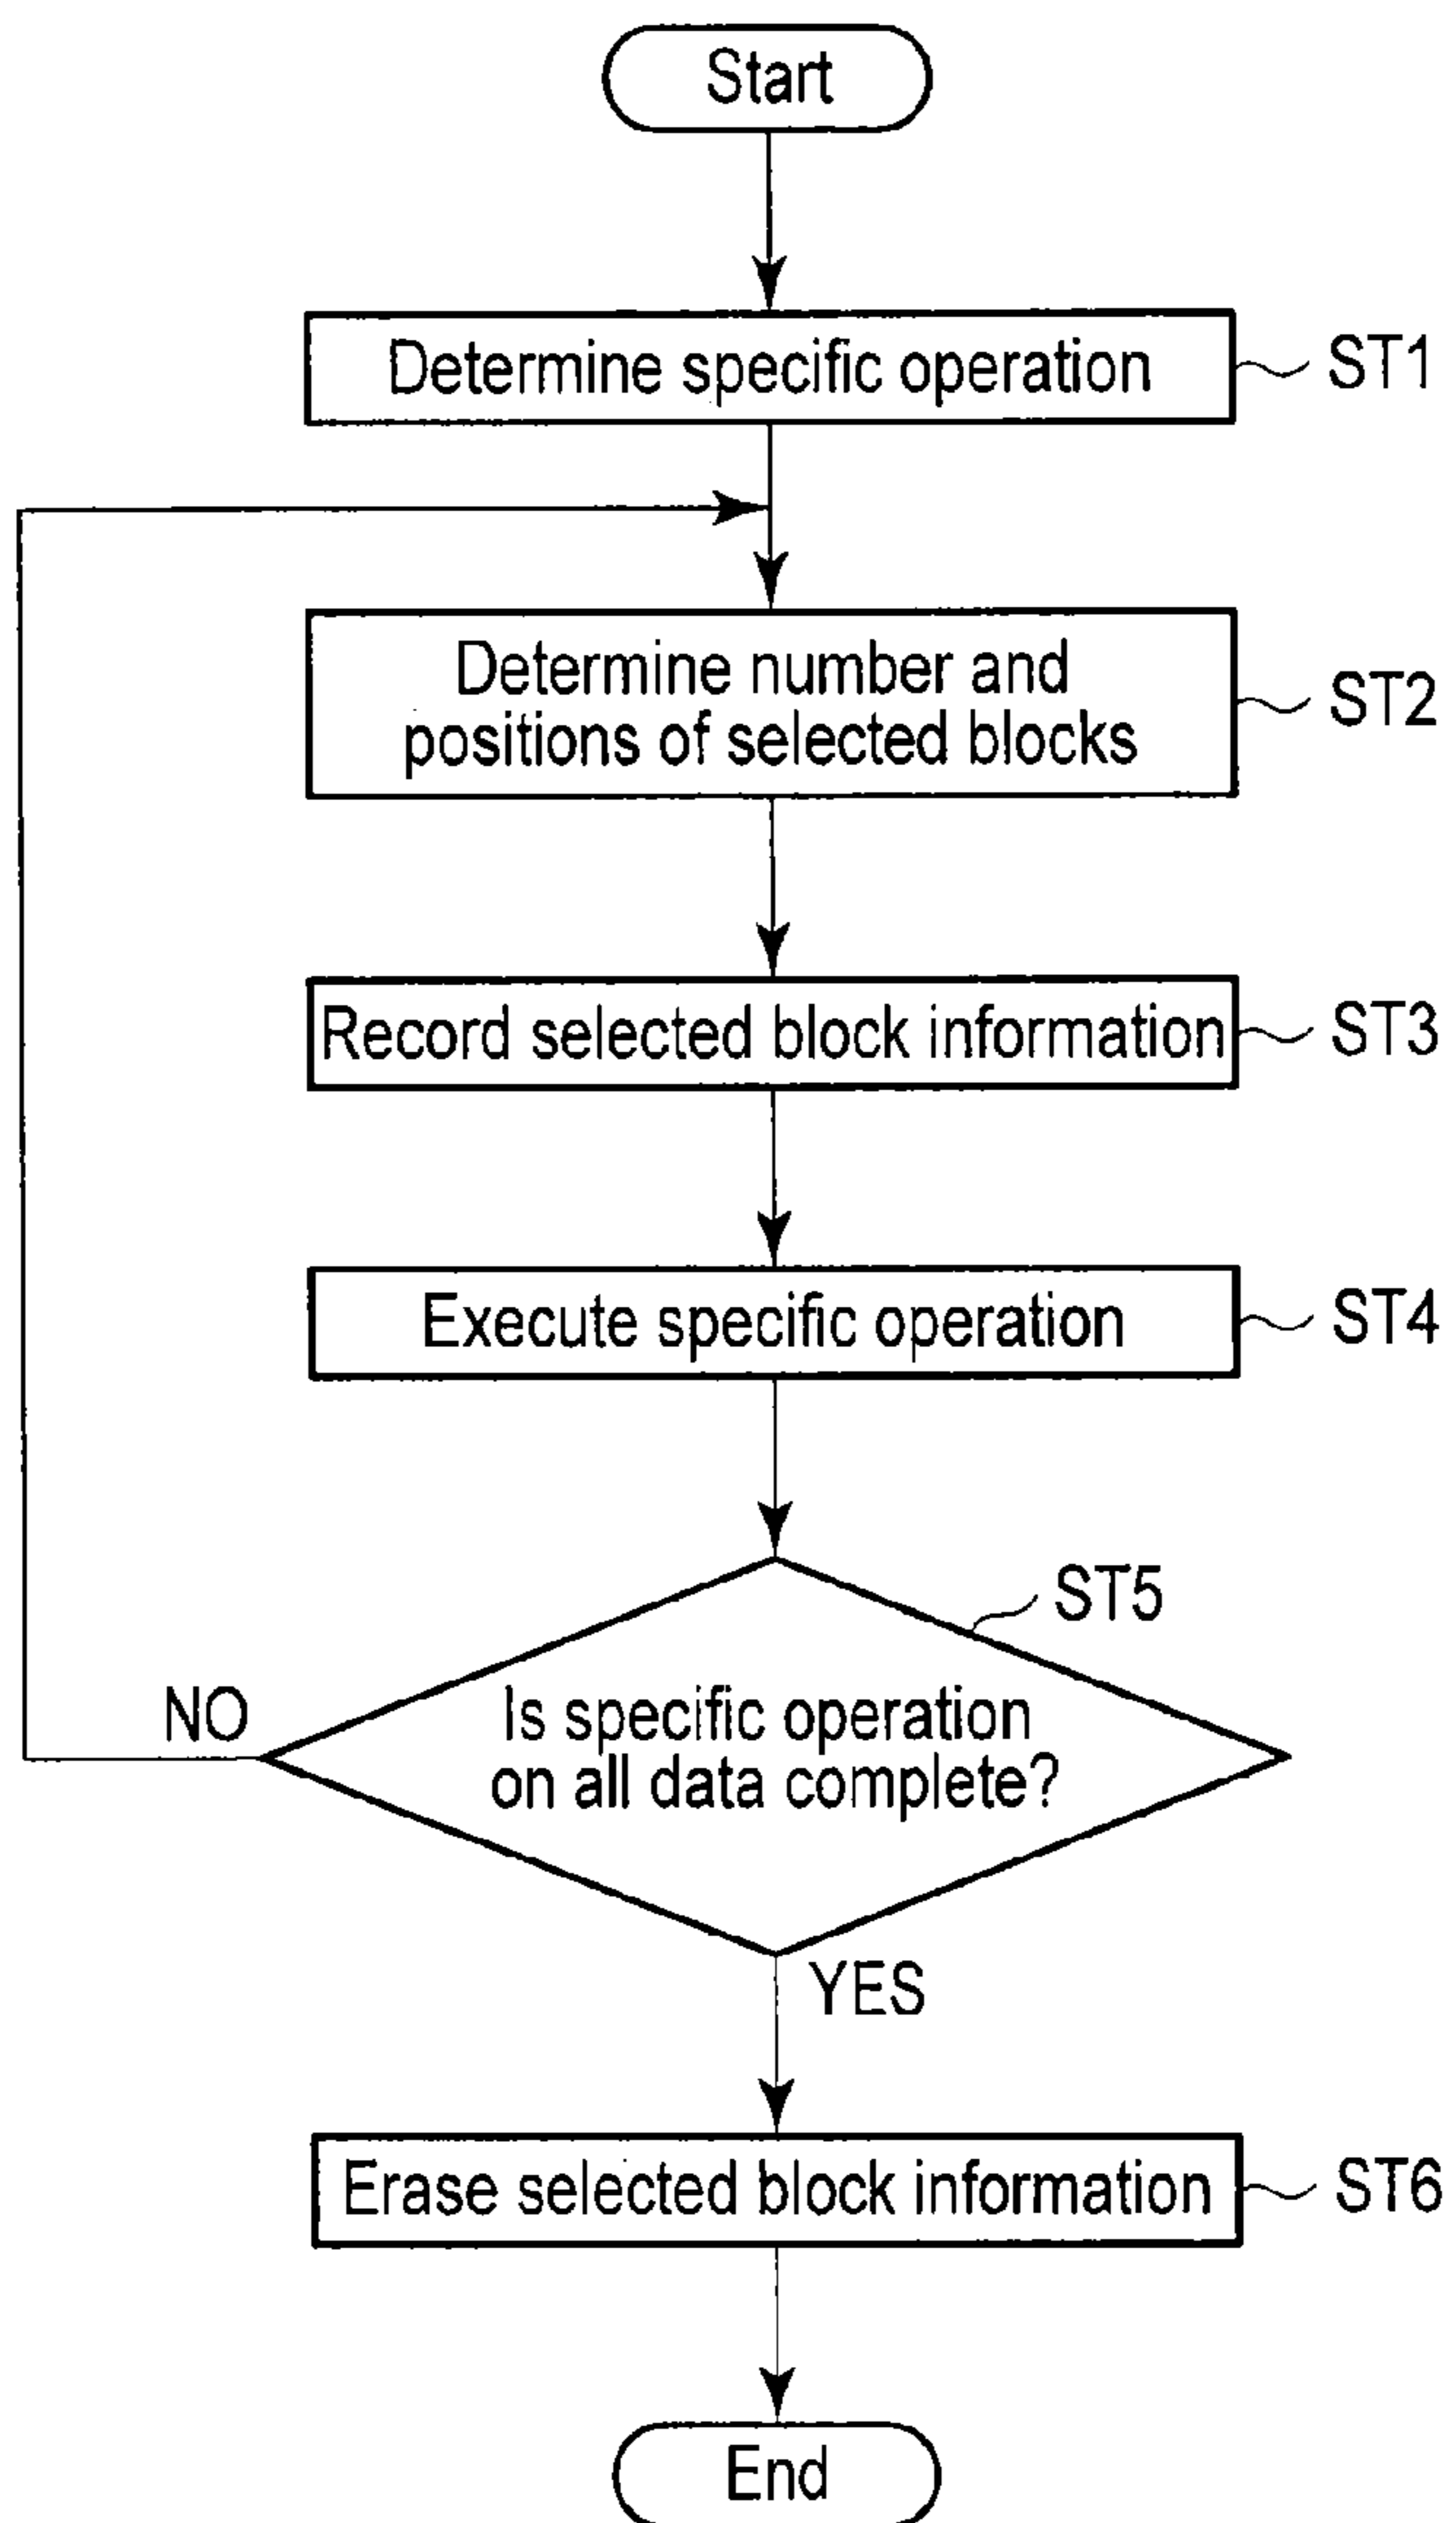 Start
Determine specific operation
ST1
Determine number and
positions of selected blocks
ST2
Record selected block information
ST3
Execute specific operation
ST4
ST5
NO
Is specific operation
on all data complete?
YES
Erase selected block information
ST6
End